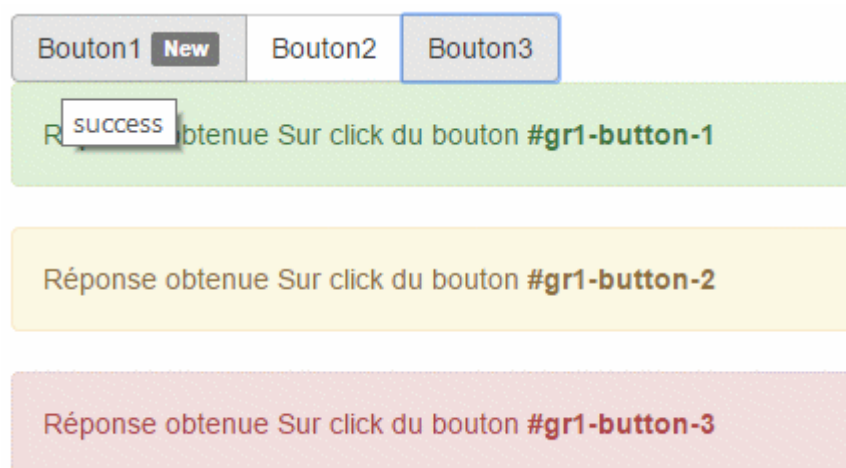 Bouton1 New Bouton2 Bouton3
success
R btenue Sur click du bouton #gr1-button-1
Réponse obtenue Sur click du bouton #gr1-button-2
Réponse obtenue Sur click du bouton #gr1-button-3